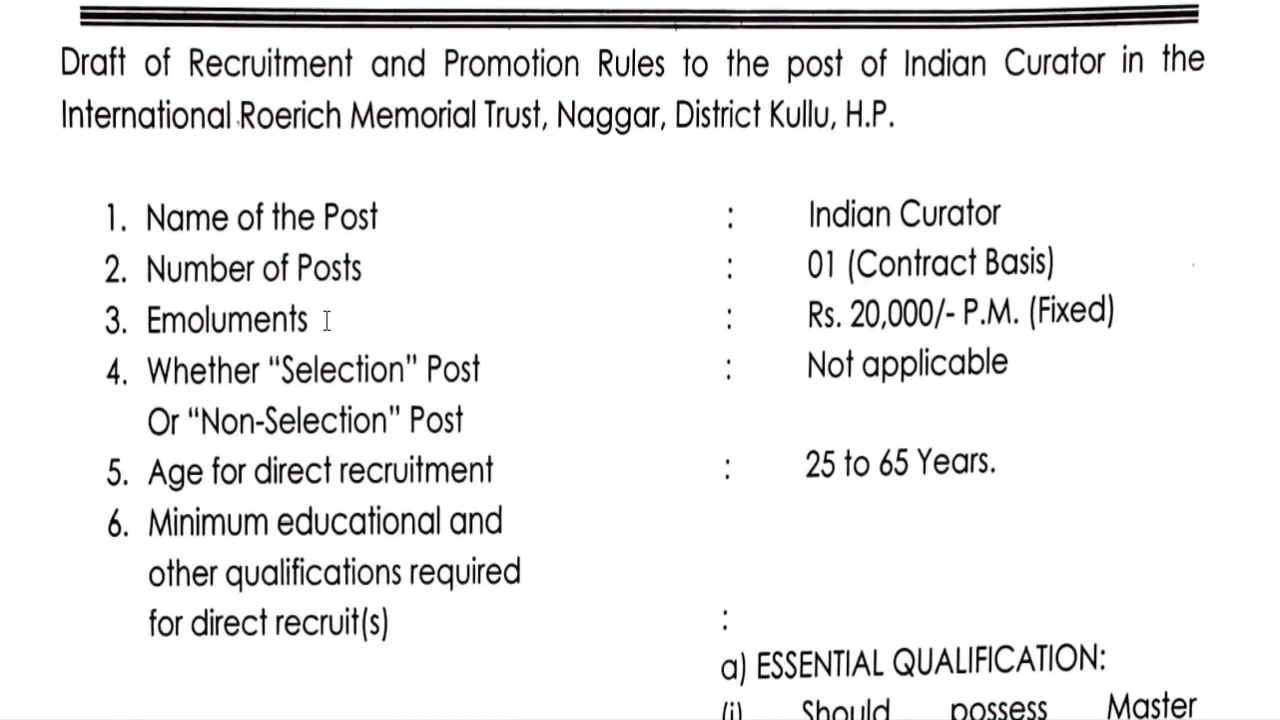 Draft of Recruitment and Promotion Rules to the post of Indian Curator in the
International Roerich Memorial Trust, Naggar, District Kullu, H.P.
1. Name of the Post : Indian Curator
2. Number of Posts : 01 (Contract Basis)
3. Emoluments : Rs. 20,000/- P.M. (Fixed)
4. Whether “Selection” Post : Not applicable
Or “Non-Selection” Post
5. Age for direct recruitment : 25 to 65 Years.
6. Minimum educational and
other qualifications required
for direct recruit(s) :
a) ESSENTIAL QUALIFICATION:
(i) Should possess Master